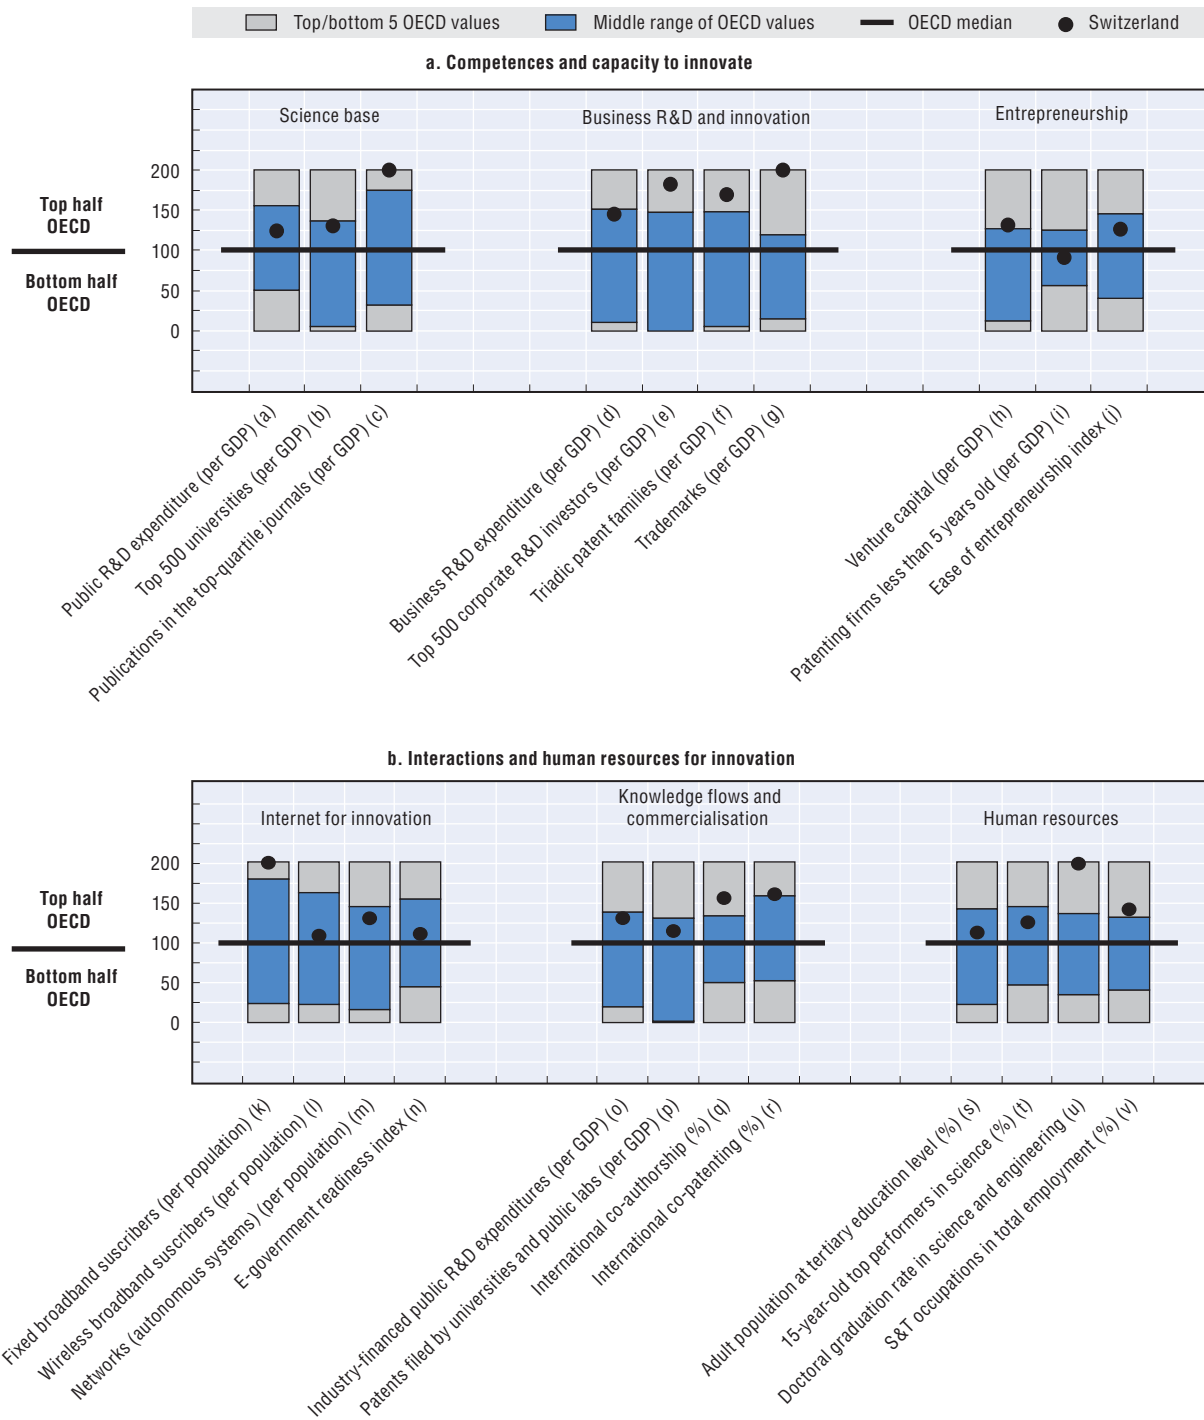 Top/bottom 5 OECD values Middle range of OECD values OECD median Switzerland
a. Competences and capacity to innovate
Science base
Business R&D and innovation
Entrepreneurship
200
150
100
50
0
Top half
OECD
Bottom half
OECD
Public R&D expenditure (per GDP) (a)
Top 500 universities (per GDP) (b)
Publications in the top-quartile journals (per GDP) (c)
Business R&D expenditure (per GDP) (d)
Top 500 corporate R&D investors (per GDP) (e)
Triadic patent families (per GDP) (f)
Trademarks (per GDP) (g)
Venture capital (per GDP) (h)
Patenting firms less than 5 years old (per GDP) (i)
Ease of entrepreneurship index (j)
b. Interactions and human resources for innovation
Internet for innovation
Knowledge flows and
commercialisation
Human resources
200
150
100
50
0
Top half
OECD
Bottom half
OECD
Fixed broadband suscribers (per population) (k)
Wireless broadband suscribers (per population) (l)
Networks (autonomous systems) (per population) (m)
E-government readiness index (n)
Industry-financed public R&D expenditures (per GDP) (o)
Patents filed by universities and public labs (per GDP) (p)
International co-authorship (%) (q)
International co-patenting (%) (r)
Adult population at tertiary education level (%) (s)
15-year-old top performers in science (%) (t)
Doctoral graduation rate in science and engineering (u)
S&T occupations in total employment (%) (v)